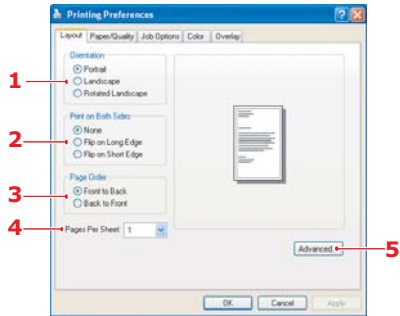 Printing Preferences
Layout Paper/Quality Job Options Color Overlay
Orientation
Portrait
1 Landscape
Rotated Landscape
Print on Both Sides
None
2 Flip on Long Edge
Flip on Short Edge
Page Order
3 Front to Back
Back to Front
4 Pages Per Sheet: 1
Advanced... 5
OK Cancel Apply